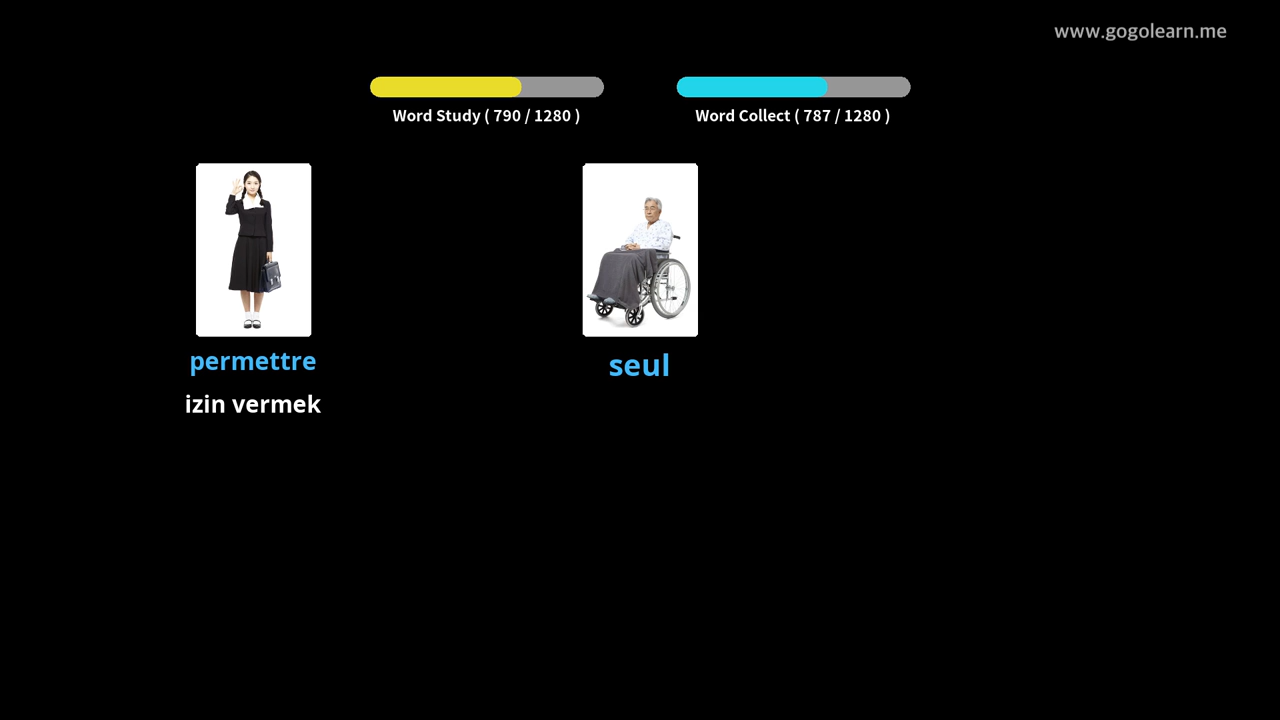 www.gogolearn.me
Word Study ( 790 / 1280 )
Word Collect ( 787 / 1280 )
permettre
izin vermek
seul